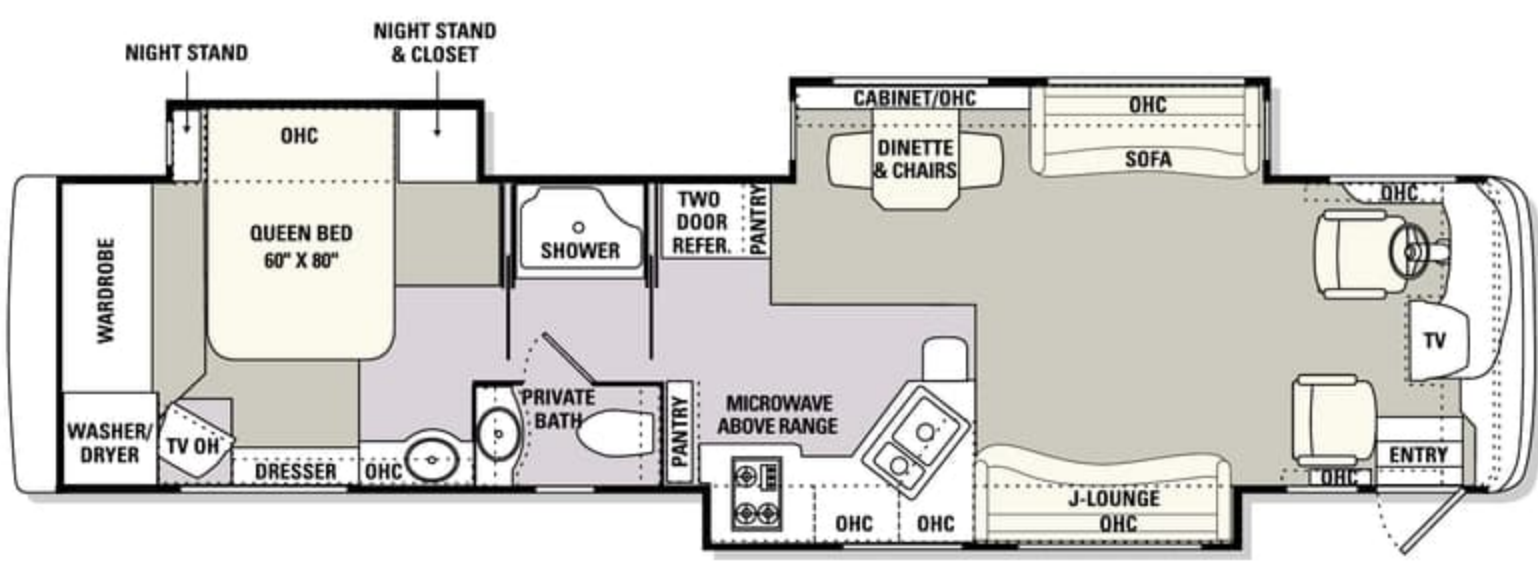 NIGHT STAND
NIGHT STAND
& CLOSET
OHC
QUEEN BED
60" X 80"
WARDROBE
WASHER/
DRYER
TV OH
DRESSER
OHC
SHOWER
PRIVATE
BATH
TWO
DOOR
REFER.
PANTRY
PANTRY
MICROWAVE
ABOVE RANGE
OHC
OHC
CABINET/OHC
DINETTE
& CHAIRS
OHC
SOFA
J-LOUNGE
OHC
OHC
TV
ENTRY
OHC